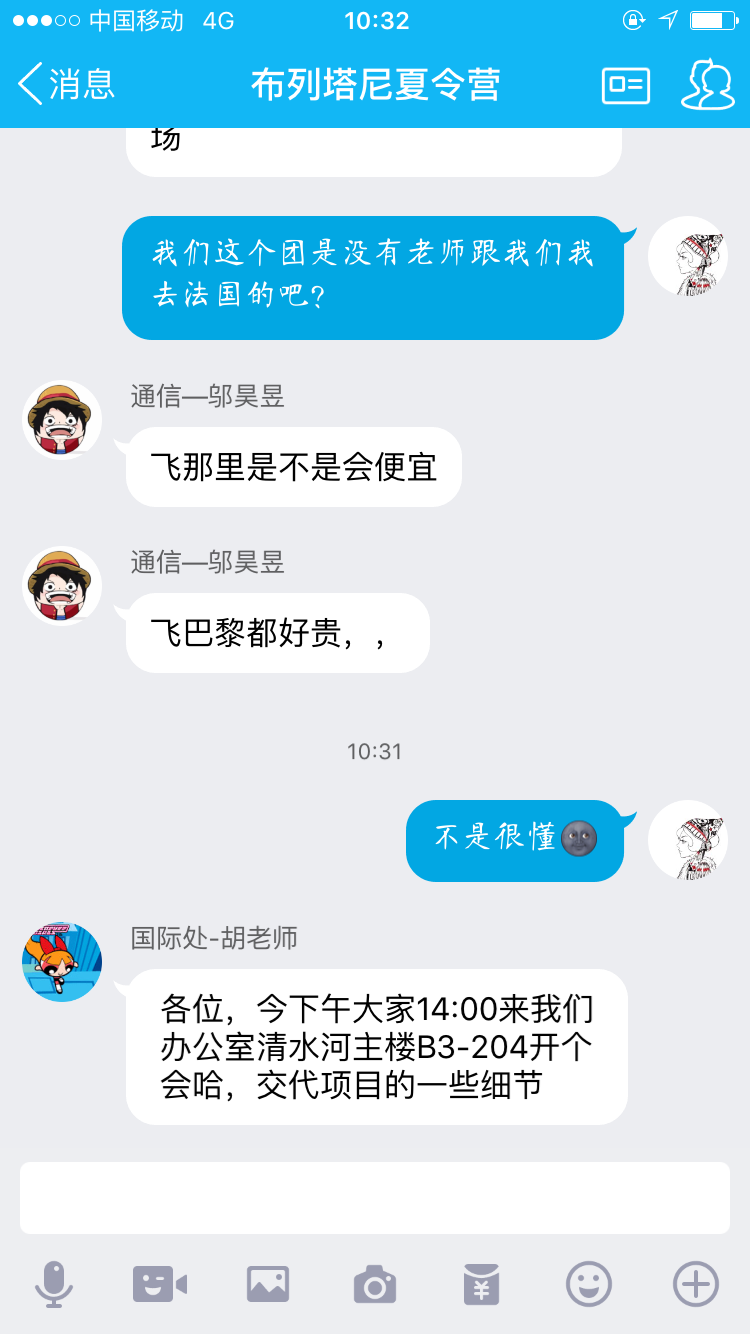 中国移动 4G 10:32
消息 布列塔尼夏令营
场
我们这个团是没有老师跟我们我
去法国的吧?
通信—邬昊昱
飞那里是不是会便宜
通信—邬昊昱
飞巴黎都好贵，，
10:31
不是很懂🌚
国际处-胡老师
各位，今下午大家14:00来我们
办公室清水河主楼B3-204开个
会哈，交代项目的一些细节